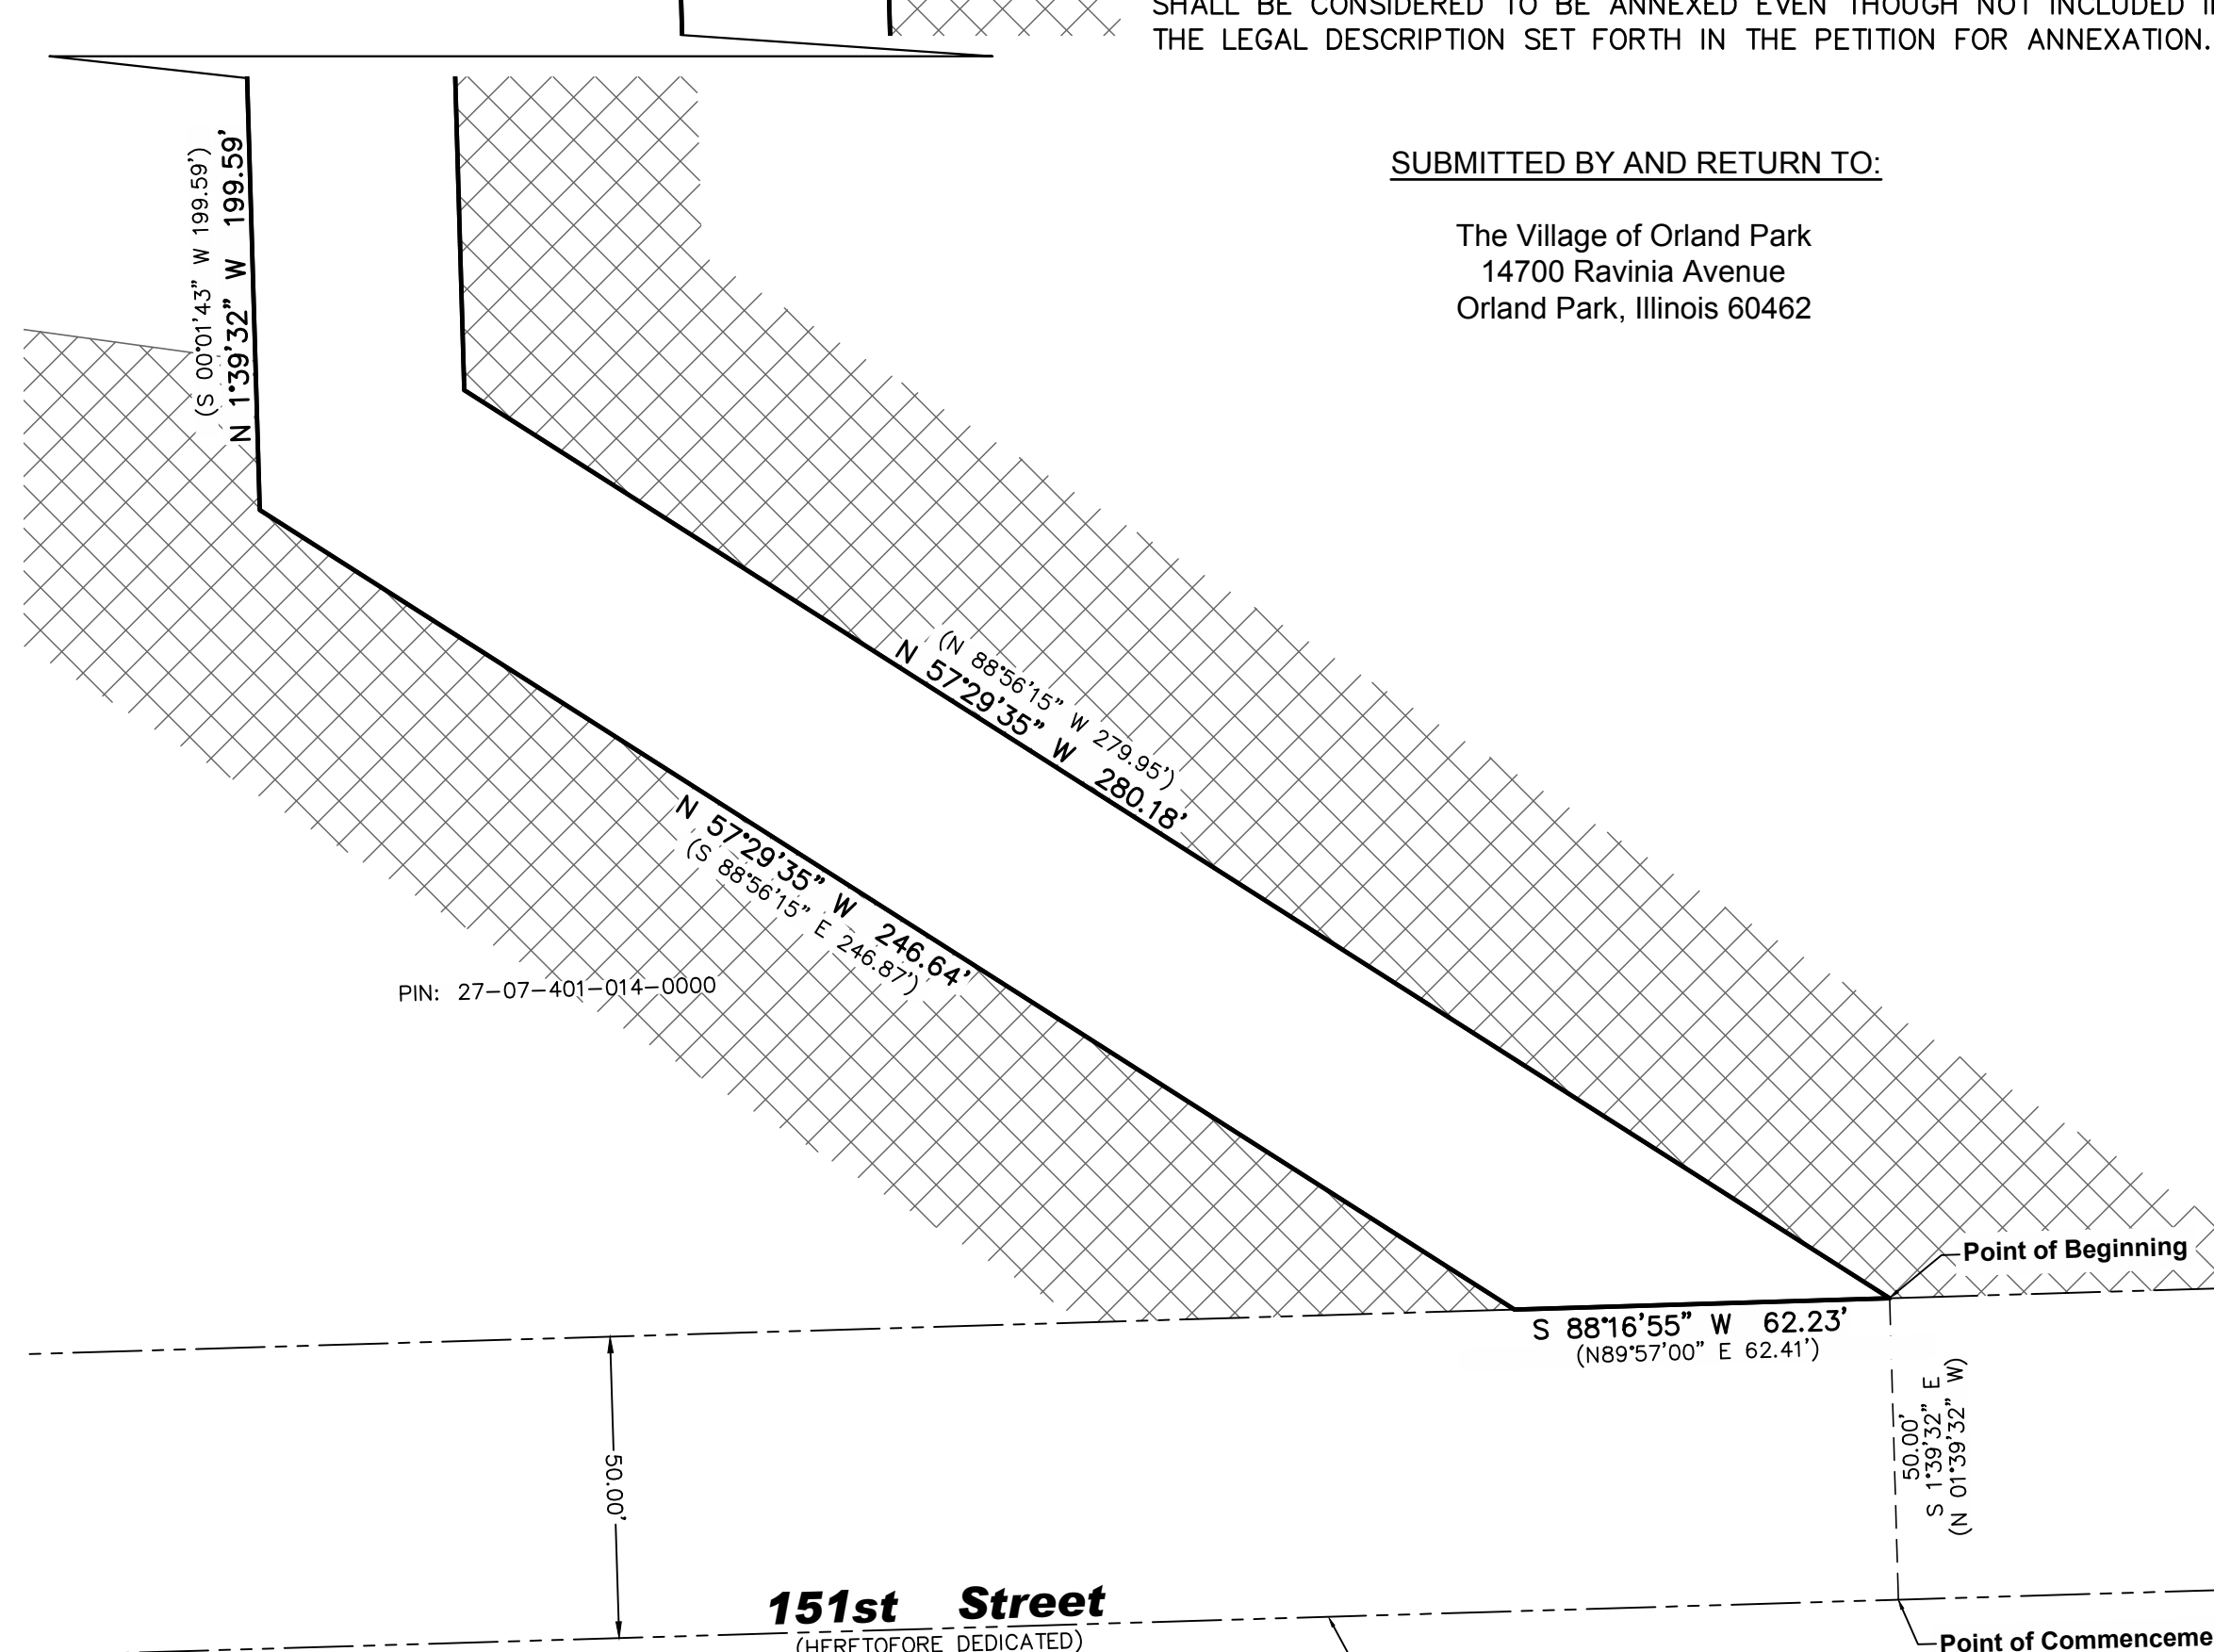 SHALL BE CONSIDERED TO BE ANNEXED EVEN THOUGH NOT INCLUDED
THE LEGAL DESCRIPTION SET FORTH IN THE PETITION FOR ANNEXATION.
SUBMITTED BY AND RETURN TO:
The Village of Orland Park
14700 Ravinia Avenue
Orland Park, Illinois 60462
(S 00°01'43" W 199.59')
N 1°39'32" W 199.59'
(N 88°56'15" W 279.95')
N 57°29'35" W 280.18'
N 57°29'35" W 246.64'
(S 88°56'15" E 246.87')
PIN: 27-07-401-014-0000
Point of Beginning
S 88°16'55" W 62.23'
(N89°57'00" E 62.41')
50.00'
S 1°39'32" E
(N 01°39'32" W)
50.00'
151st Street
(HERETOFORE DEDICATED)
Point of Commenceme